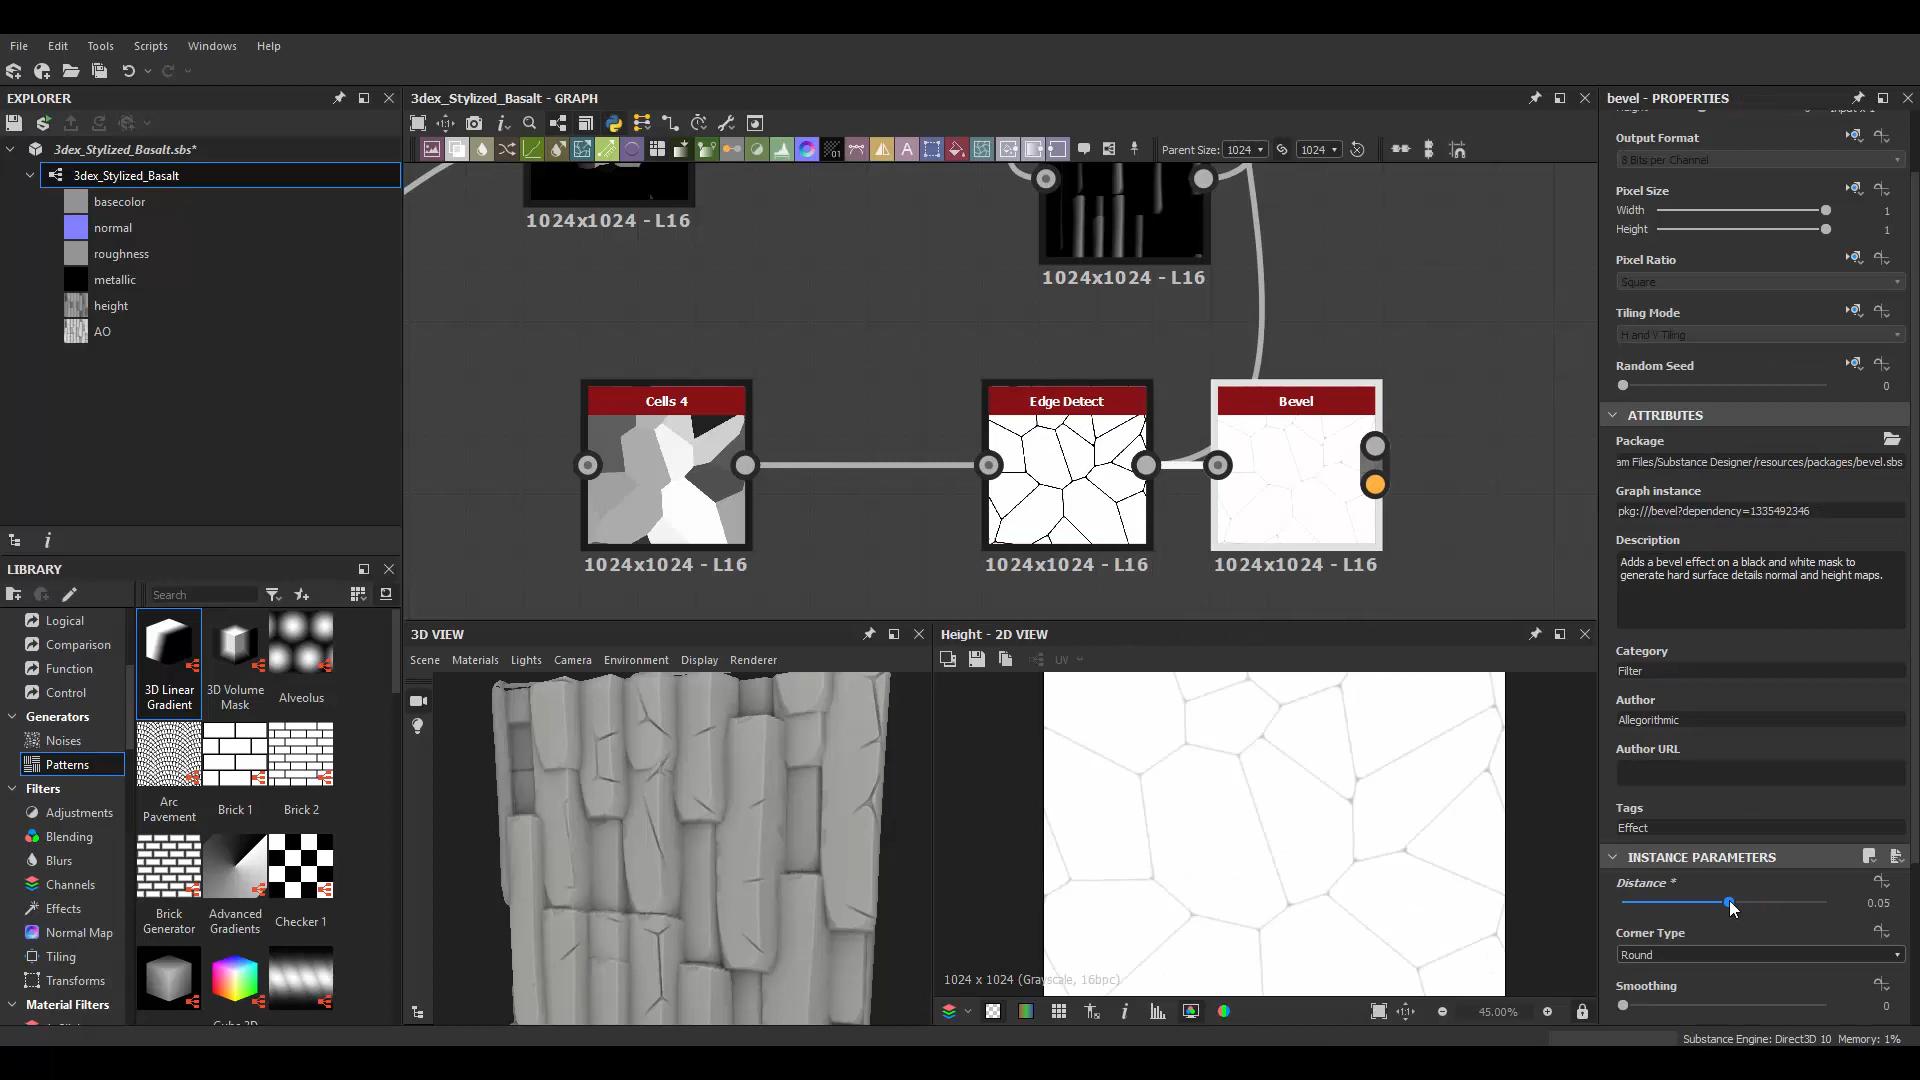 File Edit Tools Scripts Windows Help
EXPLORER
3dex_Stylized_Basalt.sbs*
3dex_Stylized_Basalt
basecolor
normal
roughness
metallic
height
AO
3dex_Stylized_Basalt - GRAPH
Parent Size: 1024 1024
1024x1024 - L16
1024x1024 - L16
Cells 4
Edge Detect
Bevel
1024x1024 - L16
1024x1024 - L16
1024x1024 - L16
LIBRARY
Search
Logical
Comparison
Function
Control
Generators
Noises
Patterns
Filters
Adjustments
Blending
Blurs
Channels
Effects
Normal Map
Tiling
Transforms
Material Filters
3D Linear
Gradient
3D Volume
Mask
Alveolus
Arc
Pavement
Brick 1
Brick 2
Brick
Generator
Advanced
Gradients
Checker 1
3D VIEW
Scene Materials Lights Camera Environment Display Renderer
Height - 2D VIEW
UV
1024 x 1024 (Grayscale, 16bpc)
45.00%
bevel - PROPERTIES
Output Format
8 Bits per Channel
Pixel Size
Width 1
Height 1
Pixel Ratio
Square
Tiling Mode
H and V Tiling
Random Seed
0
ATTRIBUTES
Package
am Files/Substance Designer/resources/packages/bevel.sbs
Graph instance
pkg:///bevel?dependency=1335492346
Description
Adds a bevel effect on a black and white mask to
generate hard surface details normal and height maps.
Category
Filter
Author
Allegorithmic
Author URL
Tags
Effect
INSTANCE PARAMETERS
Distance *
0.05
Corner Type
Round
Smoothing
0
Substance Engine: Direct3D 10 Memory: 1%